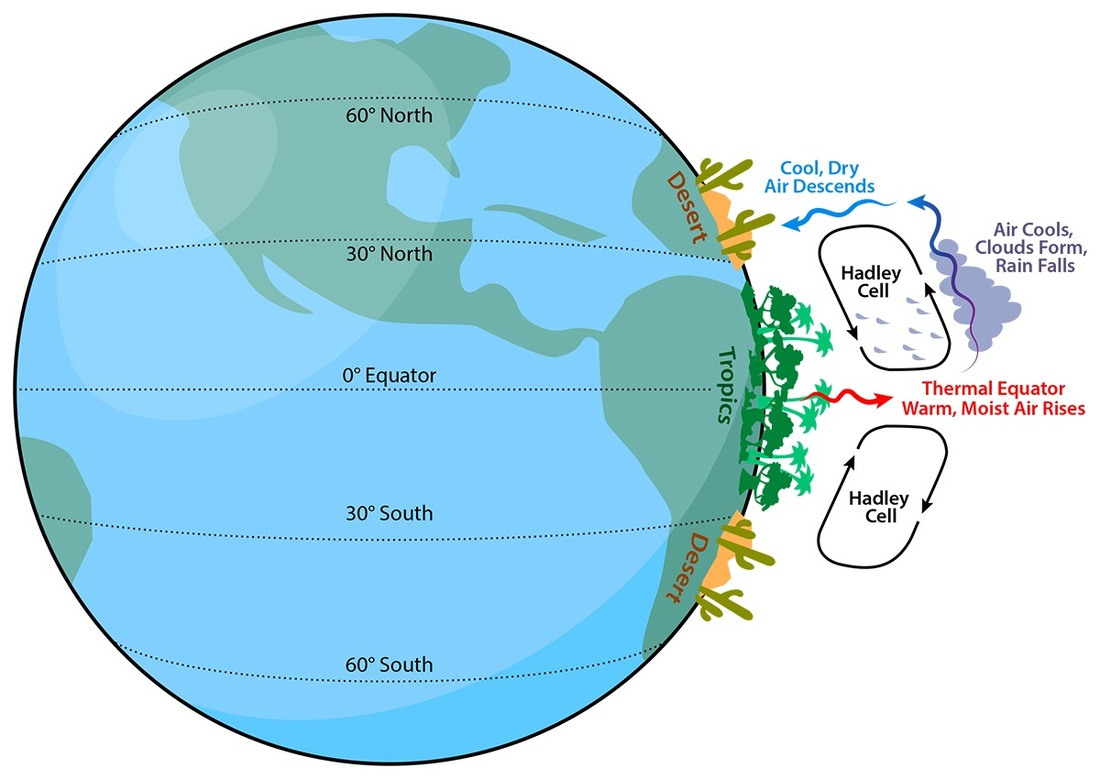 60° North
Cool, Dry
Air Descends
Desert
Air Cools,
Clouds Form,
Rain Falls
30° North
Hadley
Cell
0° Equator
Tropics
Thermal Equator
Warm, Moist Air Rises
30° South
Hadley
Cell
Desert
60° South